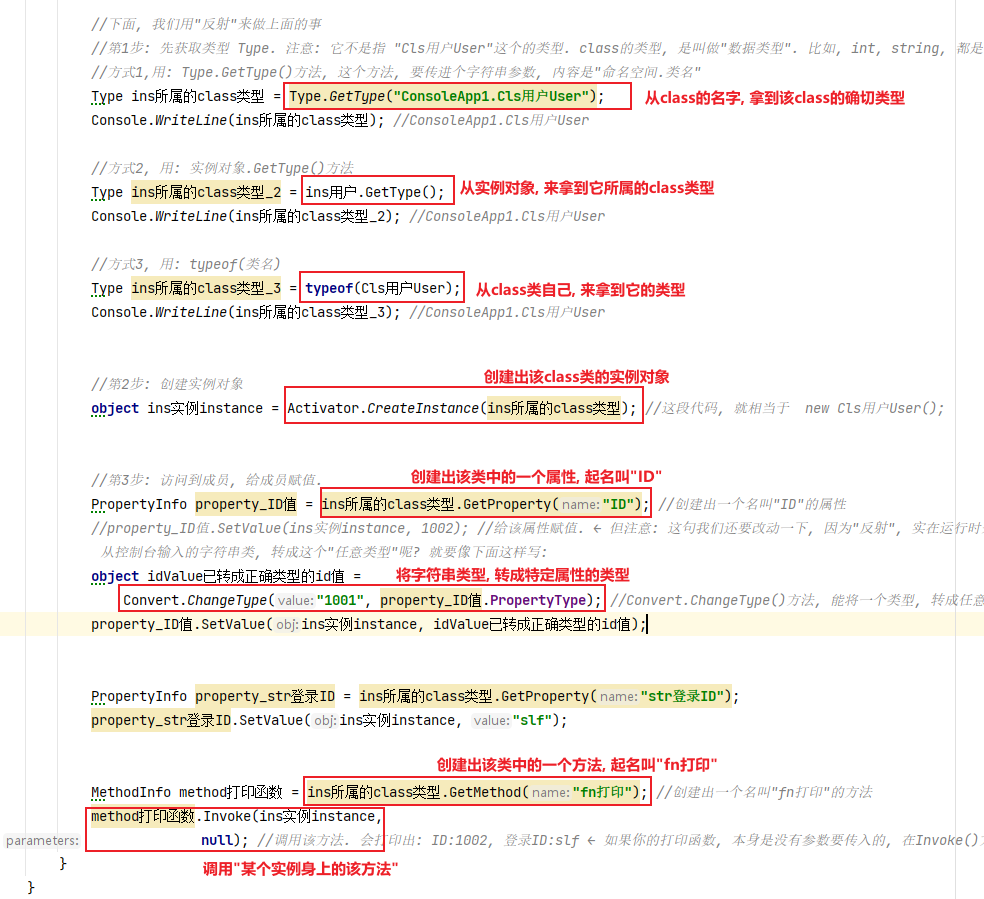 //下面, 我们用"反射"来做上面的事
//第1步: 先获取类型 Type. 注意: 它不是指 "Cls用户User"这个的类型. class的类型, 是叫做"数据类型". 比如, int, string, 都是
//方式1,用: Type.GetType()方法, 这个方法, 要传进个字符串参数, 内容是"命名空间.类名"
Type ins所属的class类型 = Type.GetType("ConsoleApp1.Cls用户User"); 从class的名字, 拿到该class的确切类型
Console.WriteLine(ins所属的class类型); //ConsoleApp1.Cls用户User
//方式2, 用: 实例对象.GetType()方法
Type ins所属的class类型_2 = ins用户.GetType(); 从实例对象, 来拿到它所属的class类型
Console.WriteLine(ins所属的class类型_2); //ConsoleApp1.Cls用户User
//方式3, 用: typeof(类名)
Type ins所属的class类型_3 = typeof(Cls用户User); 从class类自己, 来拿到它的类型
Console.WriteLine(ins所属的class类型_3); //ConsoleApp1.Cls用户User
创建出该class类的实例对象
//第2步: 创建实例对象
object ins实例instance = Activator.CreateInstance(ins所属的class类型); //这段代码, 就相当于 new Cls用户User();
创建出该类中的一个属性, 起名叫"ID"
//第3步: 访问到成员, 给成员赋值.
PropertyInfo property_ID值 = ins所属的class类型.GetProperty( name: "ID"); //创建出一个名叫"ID"的属性
//property_ID值.SetValue(ins实例instance, 1002); //给该属性赋值. ← 但注意: 这句我们还要改动一下, 因为"反射", 实在运行时
从控制台输入的字符串类, 转成这个"任意类型"呢? 就要像下面这样写:
object idValue已转成正确类型的id值 = 将字符串类型, 转成特定属性的类型
Convert.ChangeType( value: "1001", property_ID值.PropertyType); //Convert.ChangeType()方法, 能将一个类型, 转成任意
property_ID值.SetValue( obj: ins实例instance, idValue已转成正确类型的id值);
PropertyInfo property_str登录ID = ins所属的class类型.GetProperty( name: "str登录ID");
property_str登录ID.SetValue( obj: ins实例instance, value: "slf");
创建出该类中的一个方法, 起名叫"fn打印"
MethodInfo method打印函数 = ins所属的class类型.GetMethod( name: "fn打印"); //创建出一个名叫"fn打印"的方法
method打印函数.Invoke(ins实例instance,
parameters: null); //调用该方法. 会打印出: ID:1002, 登录ID:slf ← 如果你的打印函数, 本身是没有参数要传入的, 在Invoke()
} 调用"某个实例身上的该方法"
}